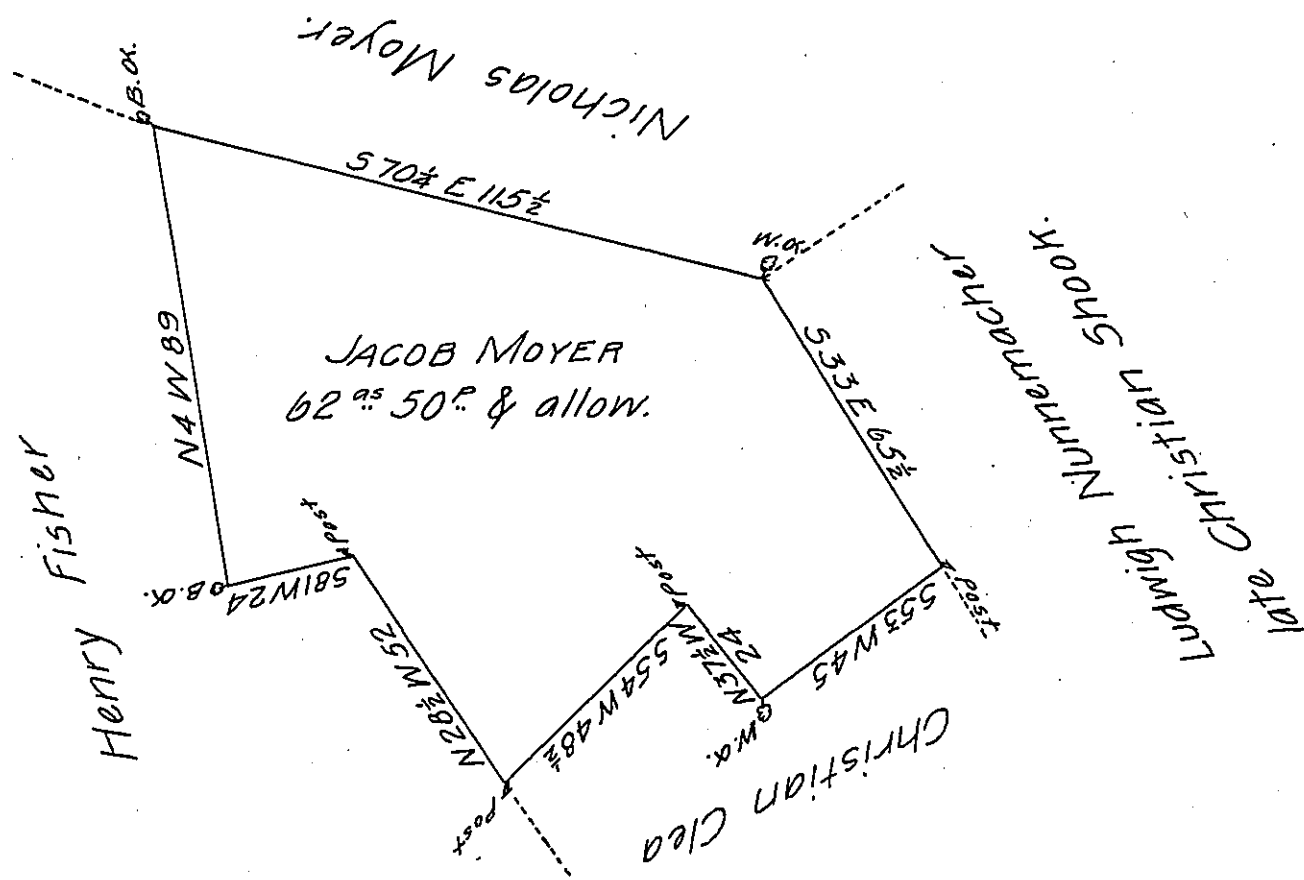 Nicholas Moyer.
B.O.
S 70¼ E 115½
W.O.
N 4 W 89
JACOB MOYER
62 as 50 p & allow.
S 33 E 65½
Ludwigh Nunnemacher
late Christian Shook.
Henry Fisher
B.O.
S 81 W 24
Post
N 28½ W 52
Post
S 54 W 48½
Post
N 37½ W
24
W.O.
S 53 W 45
Post
Christian Clea